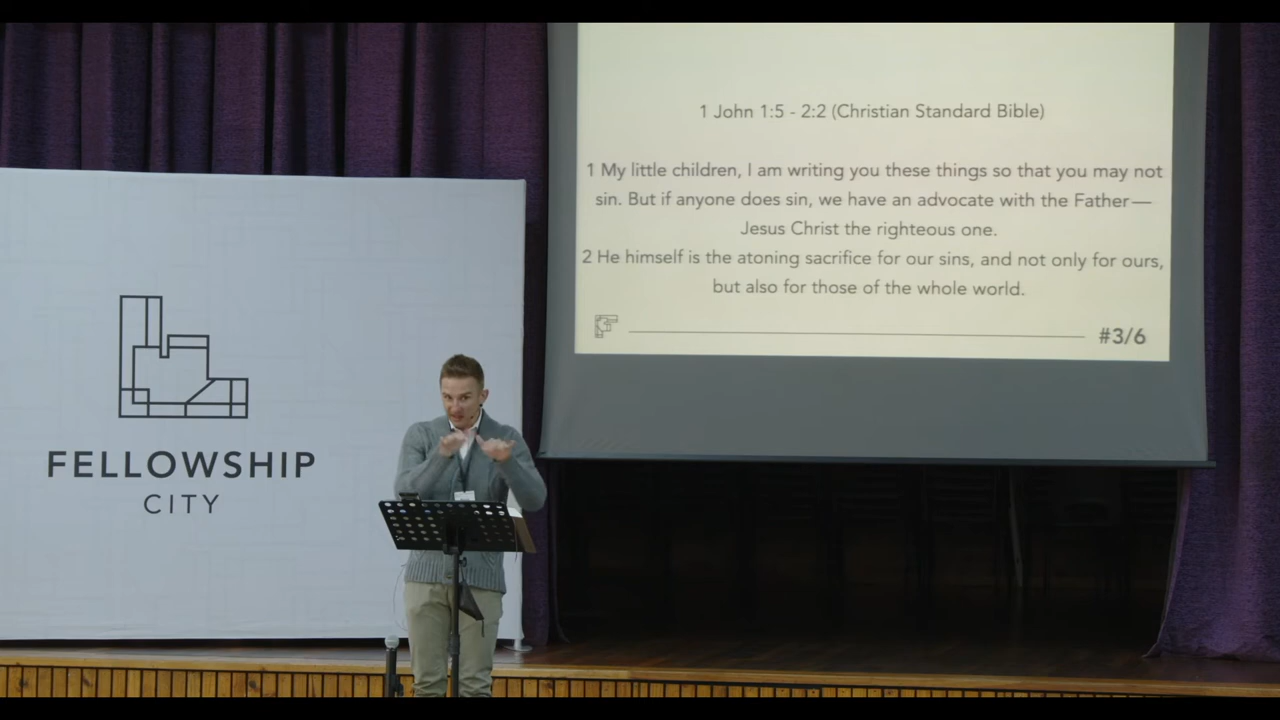 1 John 1:5 - 2:2 (Christian Standard Bible)
1 My little children, I am writing you these things so that you may not
sin. But if anyone does sin, we have an advocate with the Father—
Jesus Christ the righteous one.
2 He himself is the atoning sacrifice for our sins, and not only for ours,
but also for those of the whole world.
#3/6
FELLOWSHIP
CITY